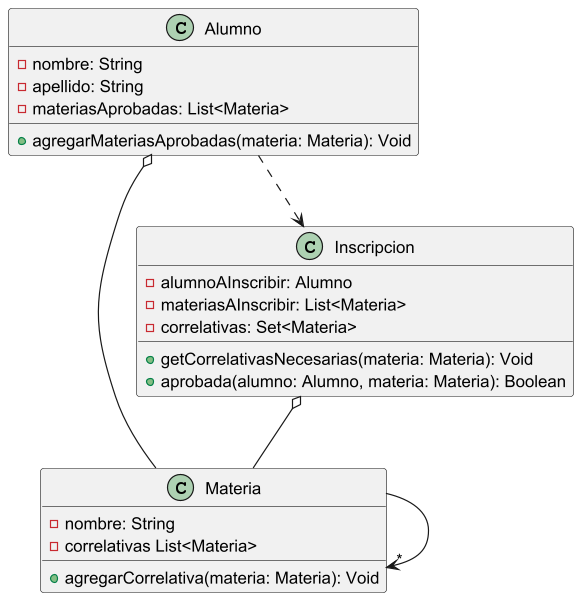 C Alumno
nombre: String
apellido: String
materiasAprobadas: List<Materia>
agregarMateriasAprobadas(materia: Materia): Void
C Inscripcion
alumnoAInscribir: Alumno
materiasAInscribir: List<Materia>
correlativas: Set<Materia>
getCorrelativasNecesarias(materia: Materia): Void
aprobada(alumno: Alumno, materia: Materia): Boolean
C Materia
nombre: String
correlativas List<Materia>
*
agregarCorrelativa(materia: Materia): Void